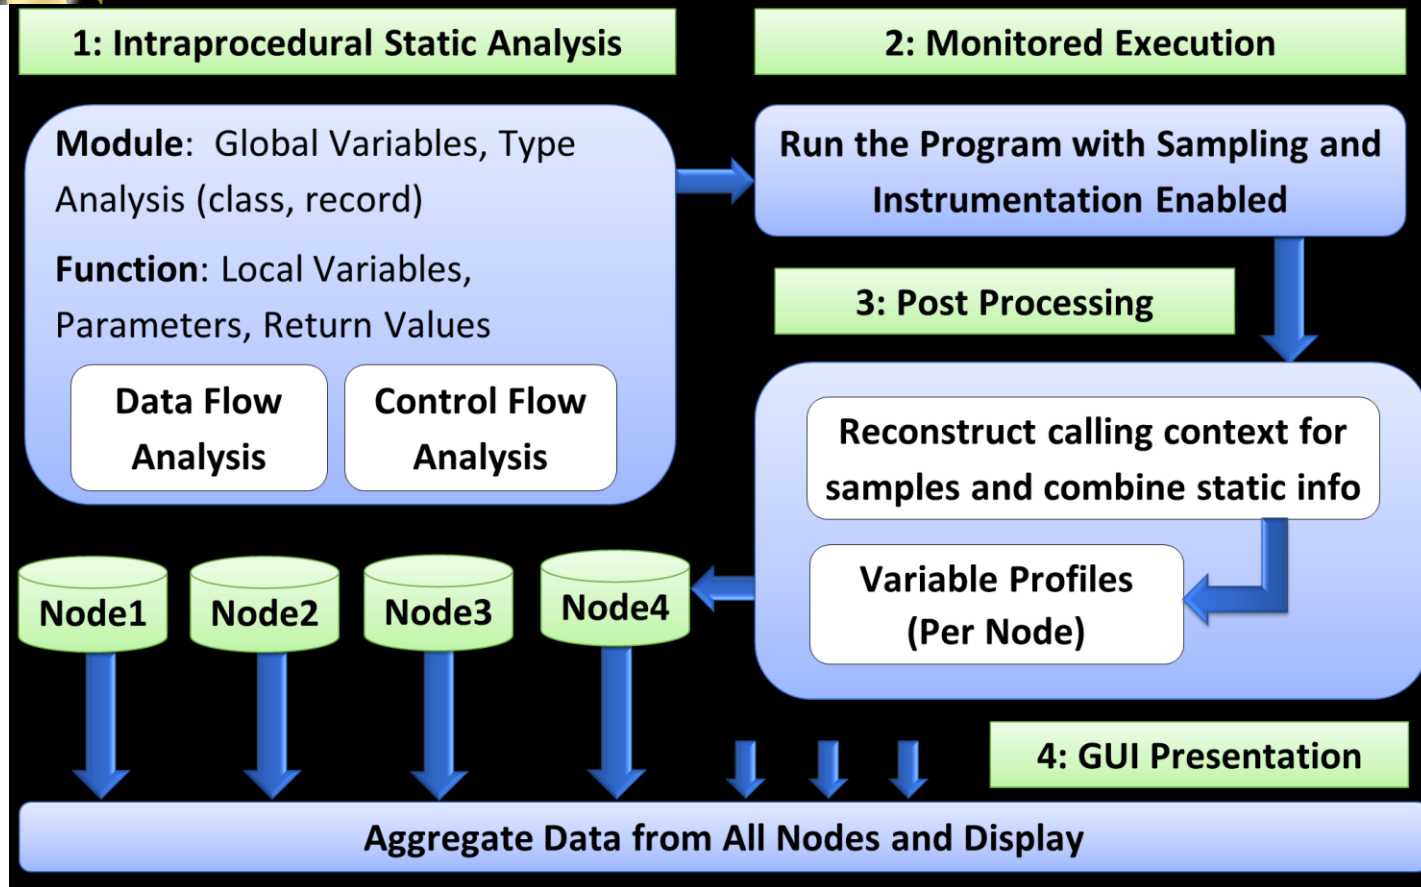 1: Intraprocedural Static Analysis
Module:  Global Variables, Type
Analysis (class, record)
Function: Local Variables,
Parameters, Return Values
Data Flow
Analysis
Control Flow
Analysis
2: Monitored Execution
Run the Program with Sampling and
Instrumentation Enabled
3: Post Processing
Reconstruct calling context for
samples and combine static info
Variable Profiles
(Per Node)
Node1
Node2
Node3
Node4
4: GUI Presentation
Aggregate Data from All Nodes and Display